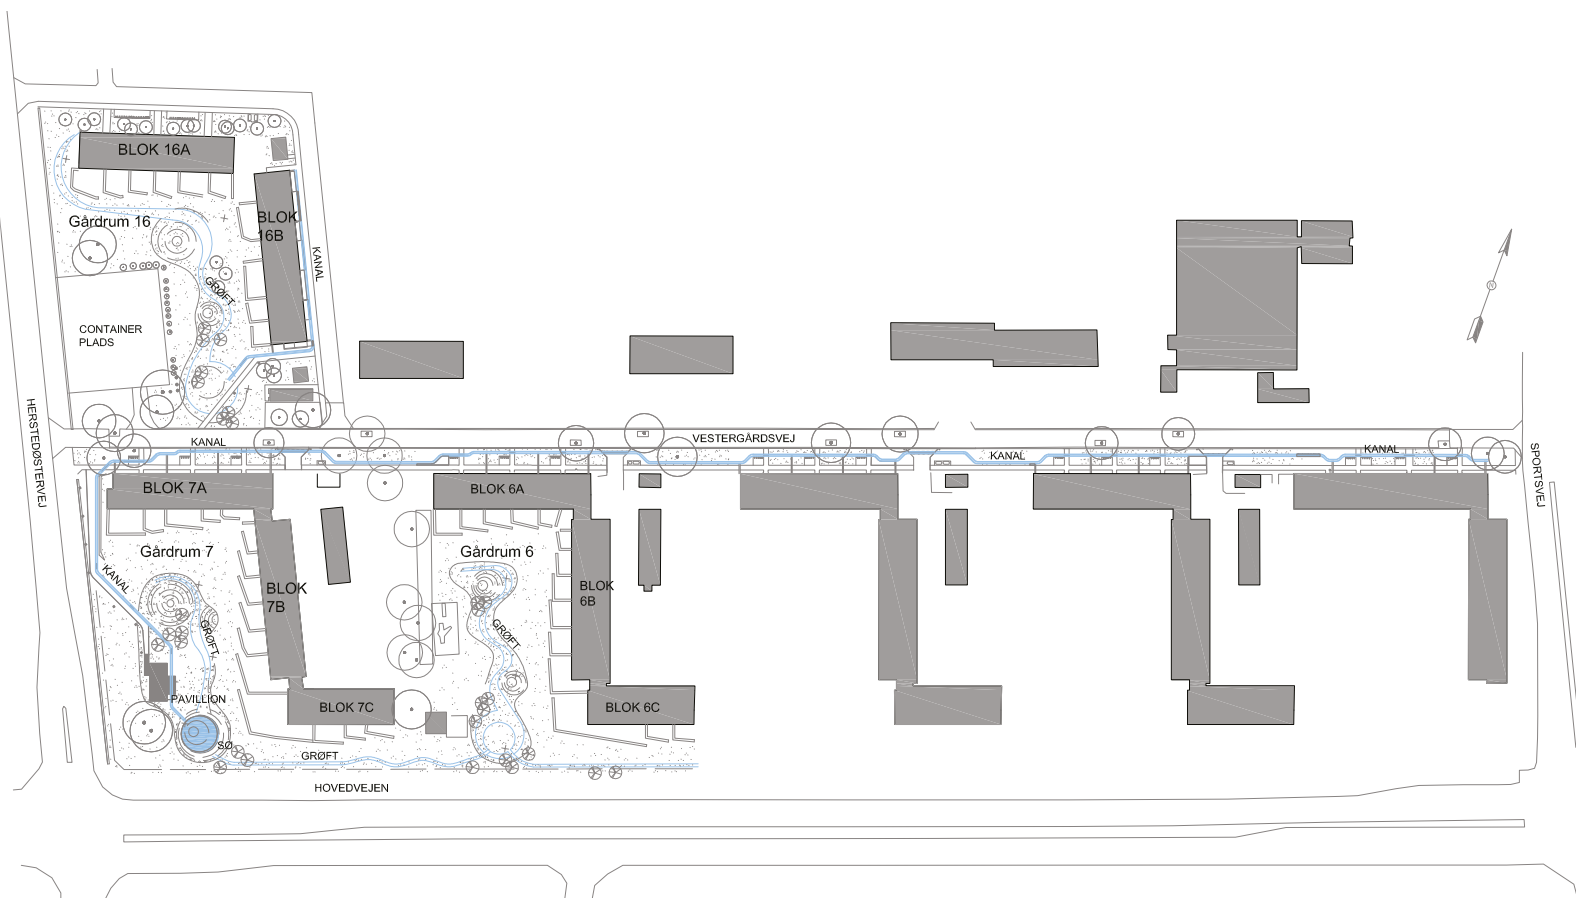 BLOK 16A
Gårdrum 16
BLOK
16B
KANAL
GRØFT
CONTAINER
PLADS
HERSTEDØSTERVEJ
KANAL
VESTERGÅRDSVEJ
KANAL
KANAL
SPORTSVEJ
N
BLOK 7A
BLOK 6A
Gårdrum 7
Gårdrum 6
KANAL
BLOK
7B
BLOK
6B
GRØFT
GRØFT
PAVILLION
BLOK 7C
BLOK 6C
SØ
GRØFT
HOVEDVEJEN